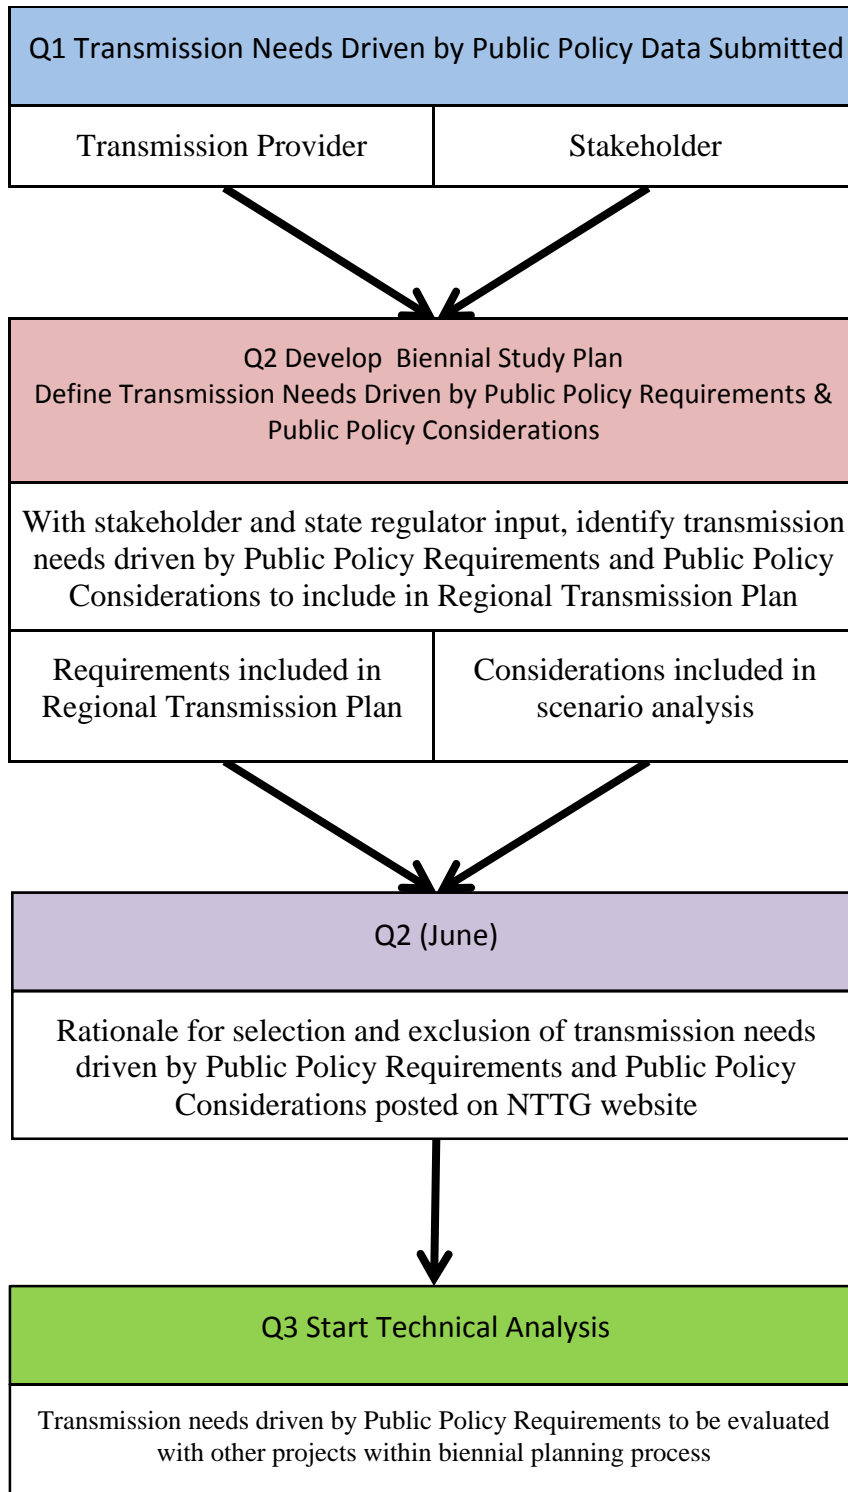 Q1 Transmission Needs Driven by Public Policy Data Submitted
Transmission Provider
Stakeholder
Q2 Develop  Biennial Study Plan
Define Transmission Needs Driven by Public Policy Requirements &
Public Policy Considerations
With stakeholder and state regulator input, identify transmission
needs driven by Public Policy Requirements and Public Policy
Considerations to include in Regional Transmission Plan
Requirements included in
Regional Transmission Plan
Considerations included in
scenario analysis
Q2 (June)
Rationale for selection and exclusion of transmission needs
driven by Public Policy Requirements and Public Policy
Considerations posted on NTTG website
Q3 Start Technical Analysis
Transmission needs driven by Public Policy Requirements to be evaluated
with other projects within biennial planning process